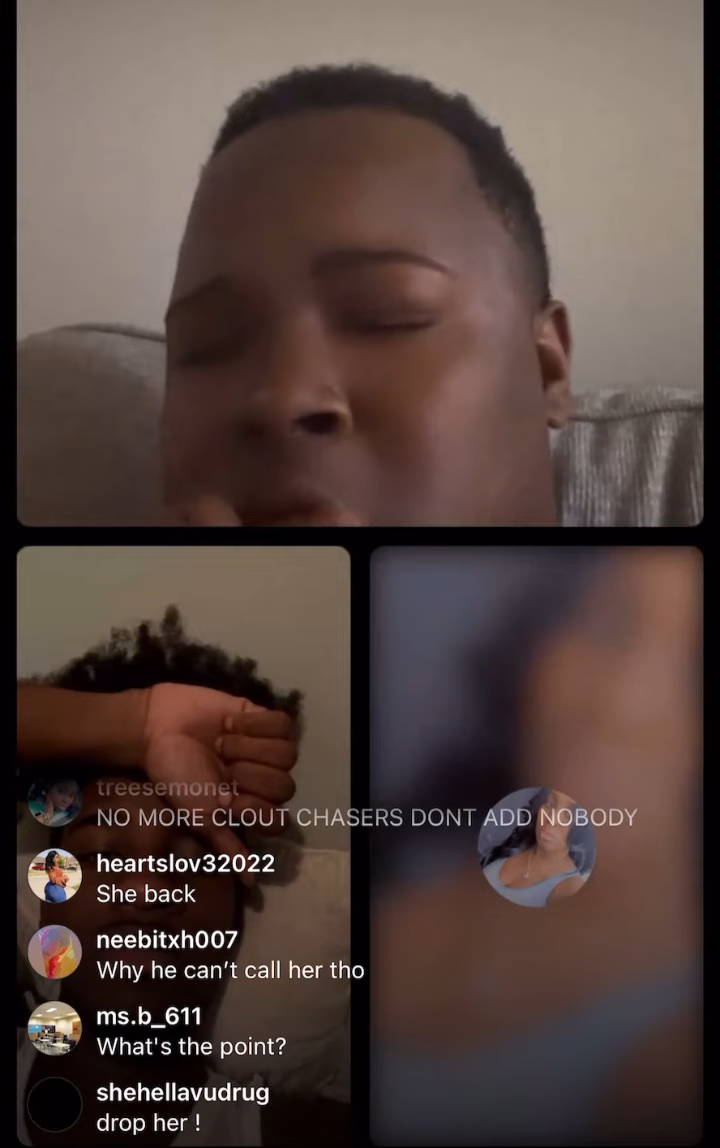 treesemonet
NO MORE CLOUT CHASERS DONT ADD NOBODY
heartslov32022
She back
neebitxh007
Why he can't call her tho
ms.b_611
What's the point?
shehellavudrug
drop her !